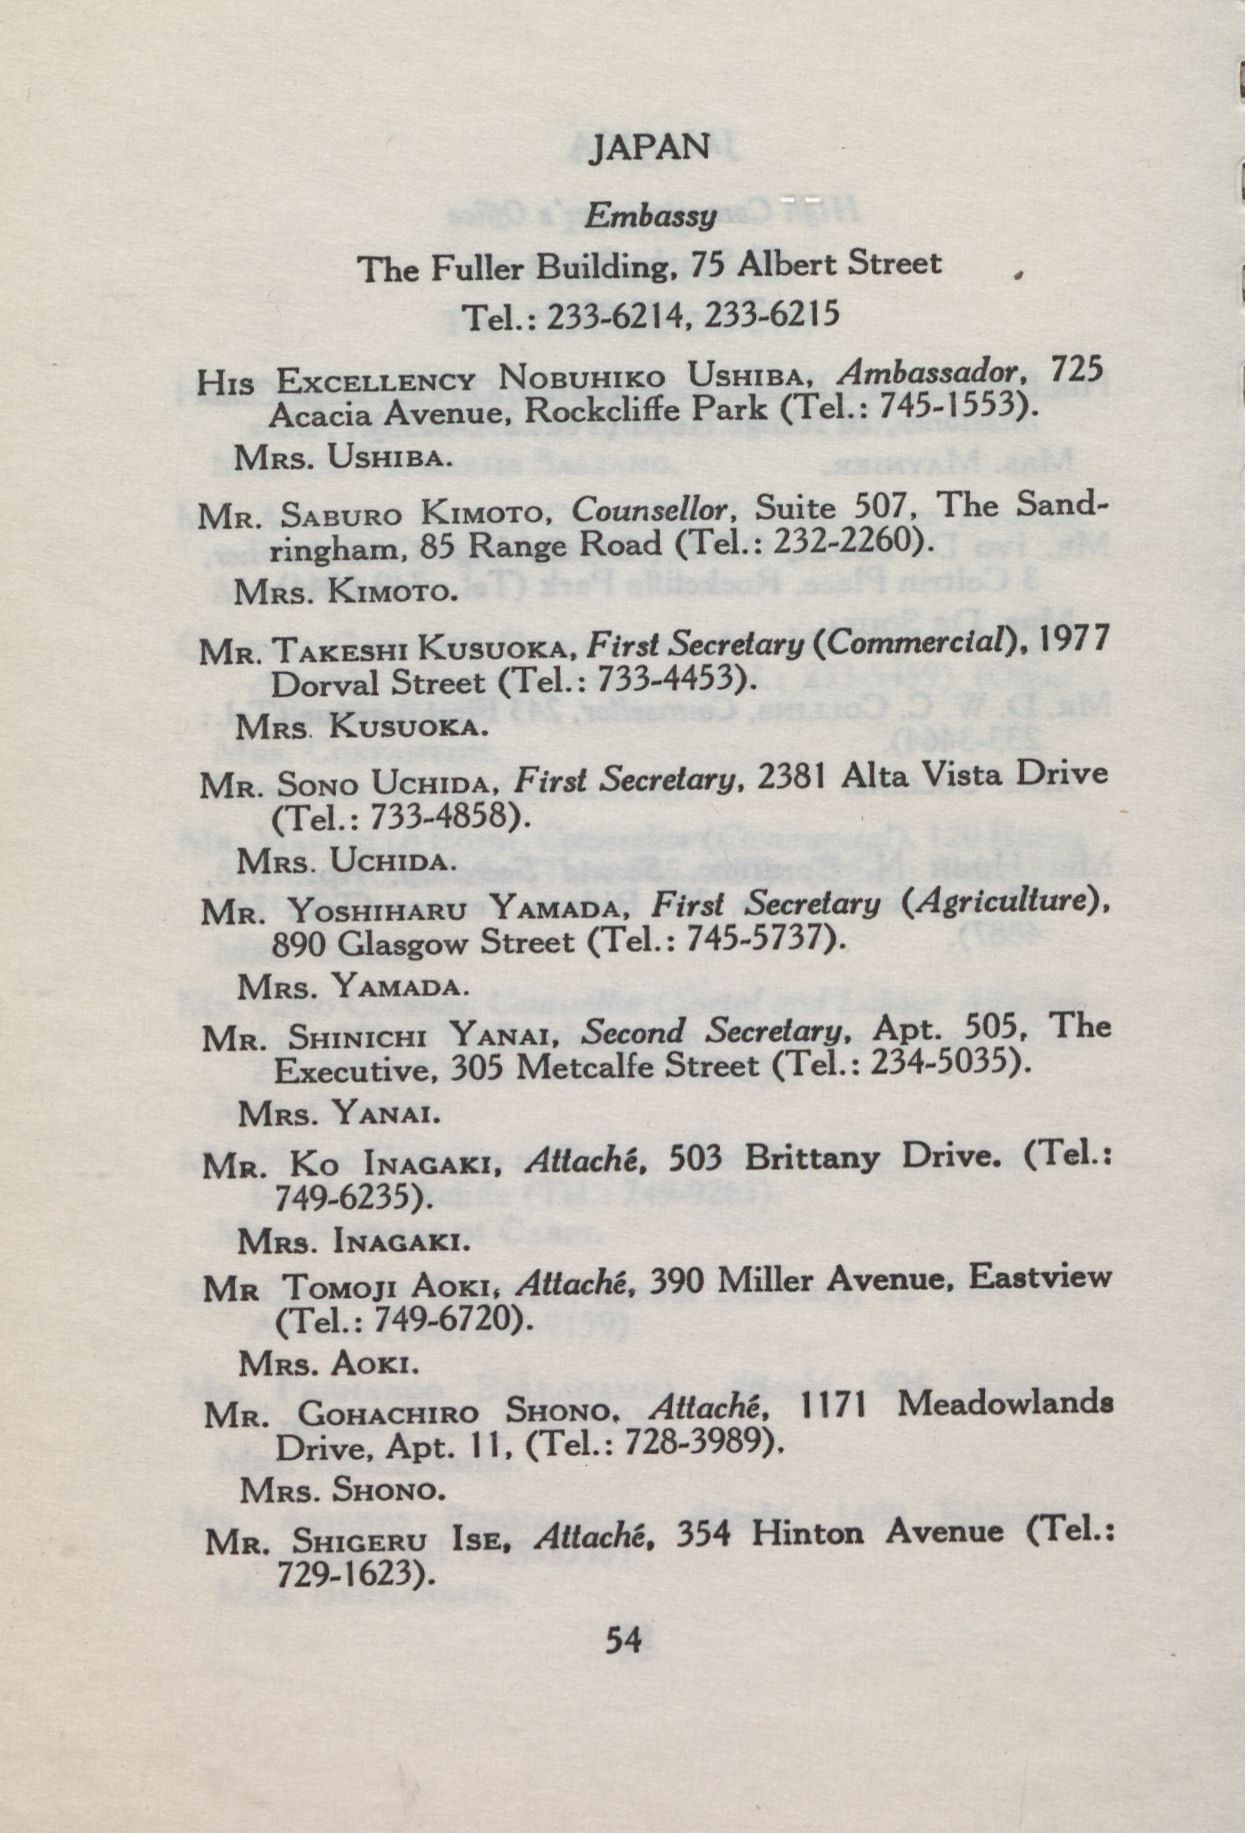 JAPAN
Embassy
The Fuller Building, 75 Albert Street
Tel.: 233-6214, 233-6215
HIS EXCELLENCY NOBUHIKO USHIBA, Ambassador, 725
Acacia Avenue, Rockcliffe Park (Tel.: 745-1553).
MRS. USHIBA.
MR. SABURO KIMOTO, Counsellor, Suite 507, The Sand-
ringham, 85 Range Road (Tel.: 232-2260).
MRS. KIMOTO.
MR. TAKESHI KUSUOKA, First Secretary (Commercial), 1977
Dorval Street (Tel.: 733-4453).
MRS. KUSUOKA.
MR. SONO UCHIDA, First Secretary, 2381 Alta Vista Drive
(Tel.: 733-4858).
MRS. UCHIDA.
MR. YOSHIHARU YAMADA, First Secretary (Agriculture),
890 Glasgow Street (Tel.: 745-5737).
MRS. YAMADA.
MR. SHINICHI YANAI, Second Secretary, Apt. 505, The
Executive, 305 Metcalfe Street (Tel.: 234-5035).
MRS. YANAI.
MR. KO INAGAKI, Attaché, 503 Brittany Drive. (Tel.:
749-6235).
MRS. INAGAKI.
MR TOMOJI AOKI, Attaché, 390 Miller Avenue, Eastview
(Tel.: 749-6720).
MRS. AOKI.
MR. GOHACHIRO SHONO, Attaché, 1171 Meadowlands
Drive, Apt. 11, (Tel.: 728-3989).
MRS. SHONO.
MR. SHIGERU ISE, Attaché, 354 Hinton Avenue (Tel.:
729-1623).
54